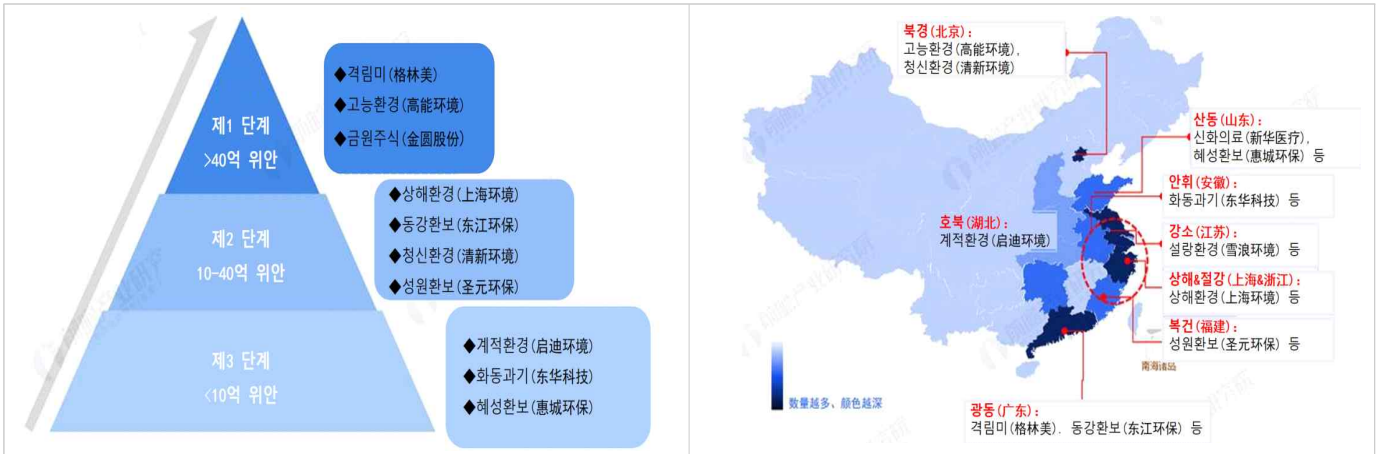 제1 단계
>40억 위안
제2 단계
10-40억 위안
제3 단계
<10억 위안
◆격림미(格林美)
◆고능환경(高能环境)
◆금원주식(金圆股份)
◆상해환경(上海环境)
◆동강환보(东江环保)
◆청신환경(清新环境)
◆성원환보(圣元环保)
◆계적환경(启迪环境)
◆화동과기(东华科技)
◆혜성환보(惠城环保)
북경(北京):
고능환경(高能环境),
청신환경(清新环境)
산동(山东):
신화의료(新华医疗),
혜성환보(惠城环保) 등
안휘(安徽):
화동과기(东华科技) 등
호북(湖北):
계적환경(启迪环境)
강소(江苏):
설랑환경(雪浪环境) 등
상해&절강(上海&浙江):
상해환경(上海环境) 등
복건(福建):
성원환보(圣元环保) 등
南海诸岛
数量越多、颜色越深
광동(广东):
격림미(格林美). 동강환보(东江环保) 등